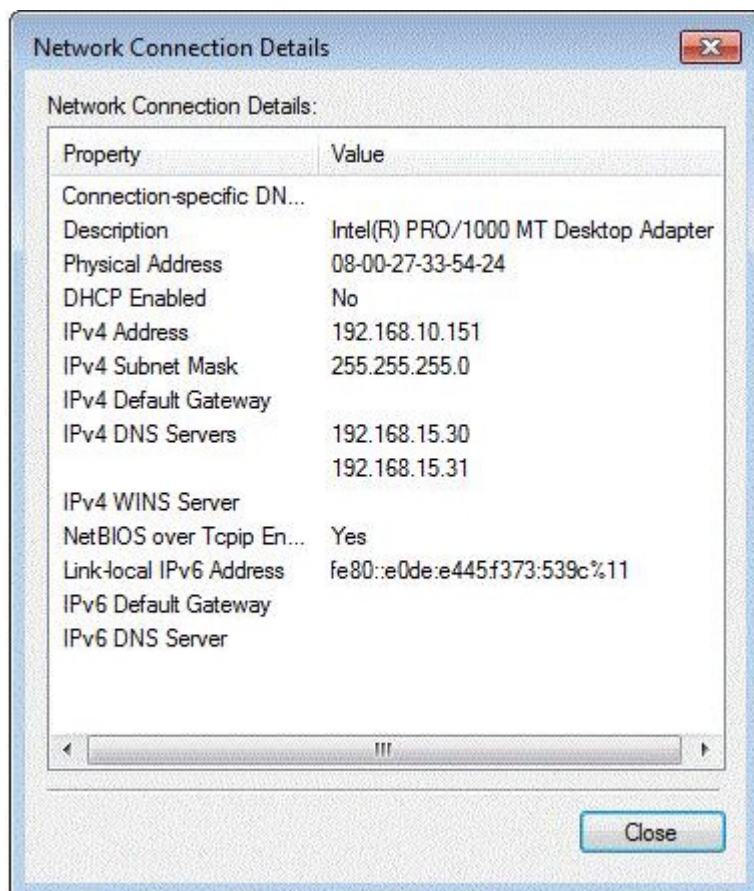 Network Connection Details
Network Connection Details:
Property Value
Connection-specific DN...
Description Intel(R) PRO/1000 MT Desktop Adapter
Physical Address 08-00-27-33-54-24
DHCP Enabled No
IPv4 Address 192.168.10.151
IPv4 Subnet Mask 255.255.255.0
IPv4 Default Gateway
IPv4 DNS Servers 192.168.15.30
192.168.15.31
IPv4 WINS Server
NetBIOS over Tcpip En... Yes
Link-local IPv6 Address fe80::e0de:e445:f373:539c%11
IPv6 Default Gateway
IPv6 DNS Server
Close